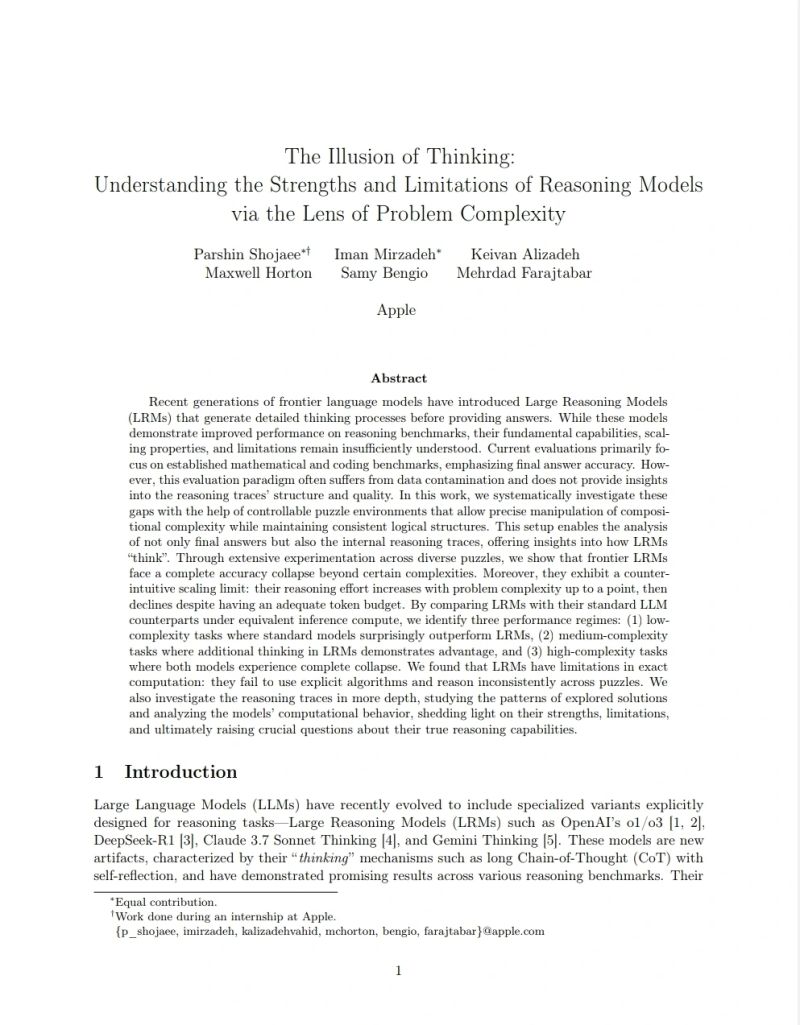 The Illusion of Thinking:
Understanding the Strengths and Limitations of Reasoning Models
via the Lens of Problem Complexity
Parshin Shojaee*† Iman Mirzadeh* Keivan Alizadeh
Maxwell Horton Samy Bengio Mehrdad Farajtabar
Apple
Abstract
Recent generations of frontier language models have introduced Large Reasoning Models
(LRMs) that generate detailed thinking processes before providing answers. While these models
demonstrate improved performance on reasoning benchmarks, their fundamental capabilities, scal-
ing properties, and limitations remain insufficiently understood. Current evaluations primarily fo-
cus on established mathematical and coding benchmarks, emphasizing final answer accuracy. How-
ever, this evaluation paradigm often suffers from data contamination and does not provide insights
into the reasoning traces’ structure and quality. In this work, we systematically investigate these
gaps with the help of controllable puzzle environments that allow precise manipulation of composi-
tional complexity while maintaining consistent logical structures. This setup enables the analysis
of not only final answers but also the internal reasoning traces, offering insights into how LRMs
“think”. Through extensive experimentation across diverse puzzles, we show that frontier LRMs
face a complete accuracy collapse beyond certain complexities. Moreover, they exhibit a counter-
intuitive scaling limit: their reasoning effort increases with problem complexity up to a point, then
declines despite having an adequate token budget. By comparing LRMs with their standard LLM
counterparts under equivalent inference compute, we identify three performance regimes: (1) low-
complexity tasks where standard models surprisingly outperform LRMs, (2) medium-complexity
tasks where additional thinking in LRMs demonstrates advantage, and (3) high-complexity tasks
where both models experience complete collapse. We found that LRMs have limitations in exact
computation: they fail to use explicit algorithms and reason inconsistently across puzzles. We
also investigate the reasoning traces in more depth, studying the patterns of explored solutions
and analyzing the models’ computational behavior, shedding light on their strengths, limitations,
and ultimately raising crucial questions about their true reasoning capabilities.
1 Introduction
Large Language Models (LLMs) have recently evolved to include specialized variants explicitly
designed for reasoning tasks—Large Reasoning Models (LRMs) such as OpenAI’s o1/o3 [1, 2],
DeepSeek-R1 [3], Claude 3.7 Sonnet Thinking [4], and Gemini Thinking [5]. These models are new
artifacts, characterized by their “thinking” mechanisms such as long Chain-of-Thought (CoT) with
self-reflection, and have demonstrated promising results across various reasoning benchmarks. Their
*Equal contribution.
†Work done during an internship at Apple.
{p_shojaee, imirzadeh, kalizadehvahid, mchorton, bengio, farajtabar}@apple.com
1